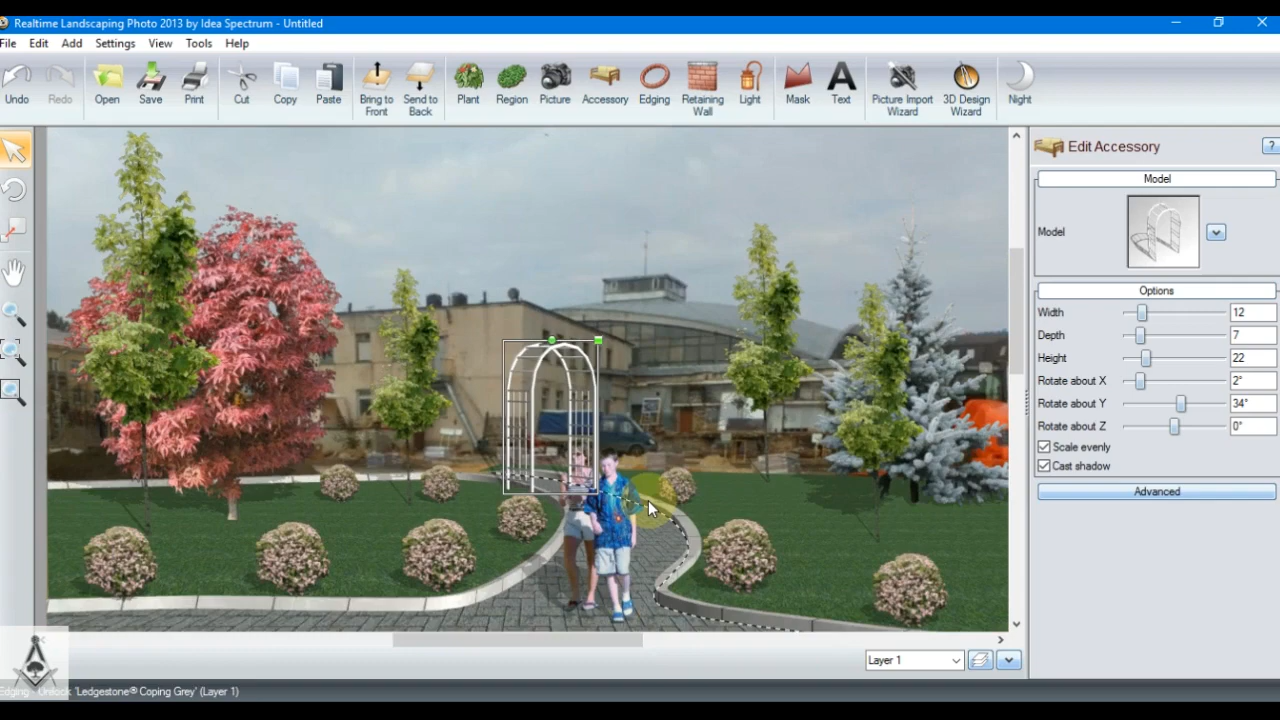 Realtime Landscaping Photo 2013 by Idea Spectrum - Untitled
File Edit Add Settings View Tools Help
Undo Redo Open Save Print Cut Copy Paste Bring to Front Send to Back Plant Region Picture Accessory Edging Retaining Wall Light Mask Text Picture Import Wizard 3D Design Wizard Night
Edit Accessory ?
Model
Model
Options
Width 12
Depth 7
Height 22
Rotate about X 2°
Rotate about Y 34°
Rotate about Z 0°
Scale evenly
Cast shadow
Advanced
Layer 1
Edging - Unilock 'Ledgestone® Coping Grey' (Layer 1)